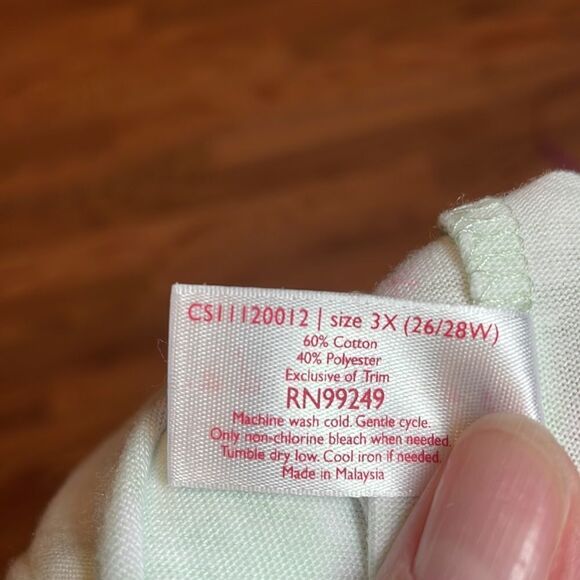 CS11120012 | size 3X (26/28W)
60% Cotton
40% Polyester
Exclusive of Trim
RN99249
Machine wash cold. Gentle cycle.
Only non-chlorine bleach when needed.
Tumble dry low. Cool iron if needed.
Made in Malaysia